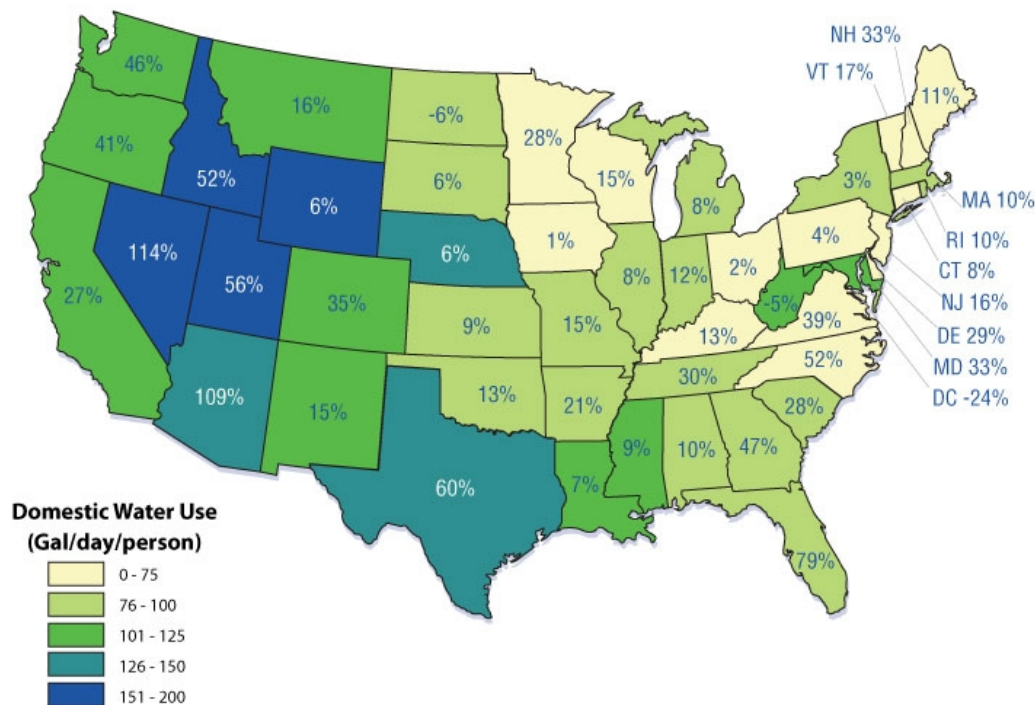 NH 33%
VT 17%
46%
16%
-6%
28%
11%
41%
52%
6%
6%
15%
8%
3%
MA 10%
RI 10%
CT 8%
NJ 16%
DE 29%
MD 33%
DC -24%
114%
56%
6%
1%
8%
12%
2%
4%
27%
35%
9%
15%
-5%
39%
13%
52%
109%
15%
13%
21%
30%
28%
60%
7%
9%
10%
47%
79%
Domestic Water Use
(Gal/day/person)
0 - 75
76 - 100
101 - 125
126 - 150
151 - 200